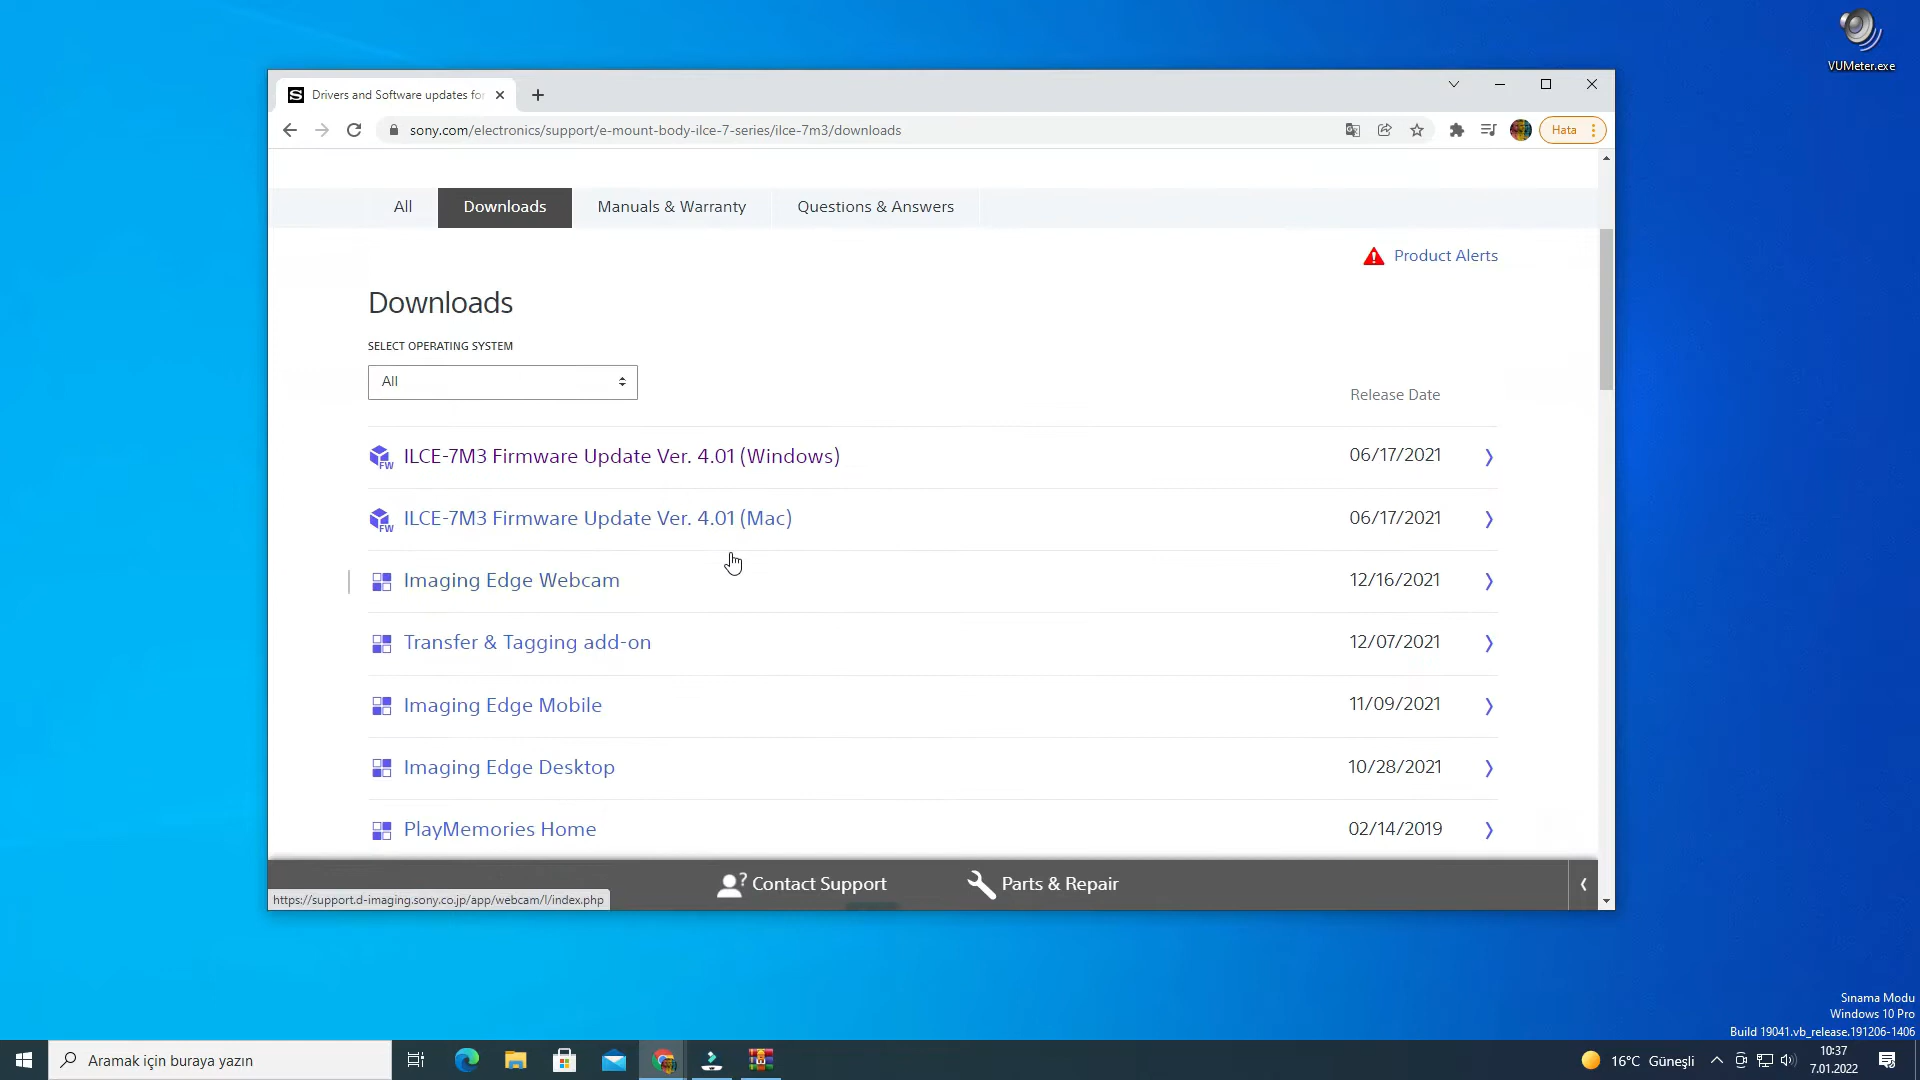 VUMeter.exe
Drivers and Software updates for
sony.com/electronics/support/e-mount-body-ilce-7-series/ilce-7m3/downloads
Hata
All
Downloads
Manuals & Warranty
Questions & Answers
Product Alerts
Downloads
SELECT OPERATING SYSTEM
All
Release Date
FW
ILCE-7M3 Firmware Update Ver. 4.01 (Windows)
06/17/2021
FW
ILCE-7M3 Firmware Update Ver. 4.01 (Mac)
06/17/2021
Imaging Edge Webcam
12/16/2021
Transfer & Tagging add-on
12/07/2021
Imaging Edge Mobile
11/09/2021
Imaging Edge Desktop
10/28/2021
PlayMemories Home
02/14/2019
Contact Support
Parts & Repair
https://support.d-imaging.sony.co.jp/app/webcam/l/index.php
Sınama Modu
Windows 10 Pro
Build 19041.vb_release.191206-1406
Aramak için buraya yazın
16°C Güneşli
10:37
7.01.2022